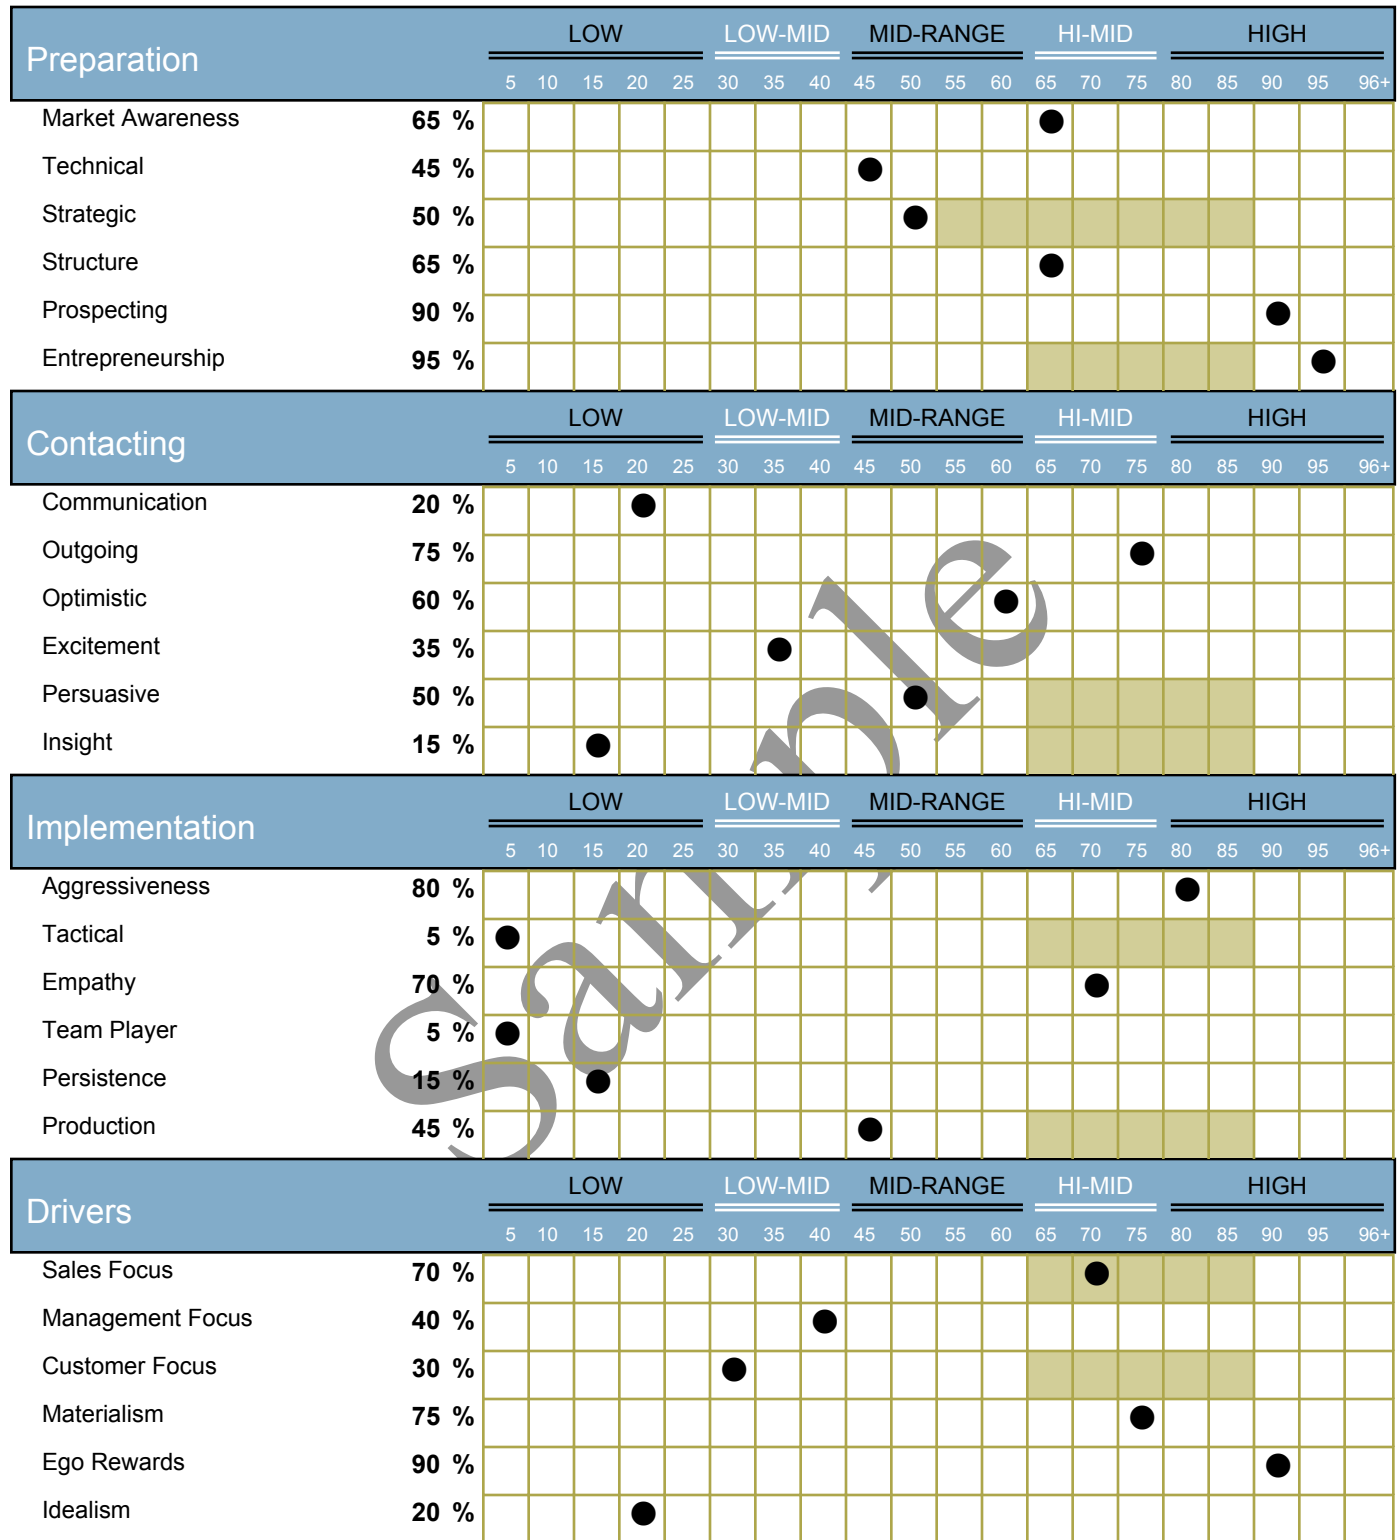 LOW LOW-MID MID-RANGE HI-MID HIGH
Preparation
5 10 15 20 25 30 35 40 45 50 55 60 65 70 75 80 85 90 95 96+
Market Awareness 65 %
Technical 45 %
Strategic 50 %
Structure 65 %
Prospecting 90 %
Entrepreneurship 95 %
LOW LOW-MID MID-RANGE HI-MID HIGH
Contacting
5 10 15 20 25 30 35 40 45 50 55 60 65 70 75 80 85 90 95 96+
Communication 20 %
Outgoing 75 %
Optimistic 60 %
Excitement 35 %
Persuasive 50 %
Insight 15 %
LOW LOW-MID MID-RANGE HI-MID HIGH
Implementation
5 10 15 20 25 30 35 40 45 50 55 60 65 70 75 80 85 90 95 96+
Aggressiveness 80 %
Tactical 5 %
Empathy 70 %
Team Player 5 %
Persistence 15 %
Production 45 %
LOW LOW-MID MID-RANGE HI-MID HIGH
Drivers
5 10 15 20 25 30 35 40 45 50 55 60 65 70 75 80 85 90 95 96+
Sales Focus 70 %
Management Focus 40 %
Customer Focus 30 %
Materialism 75 %
Ego Rewards 90 %
Idealism 20 %
Sample